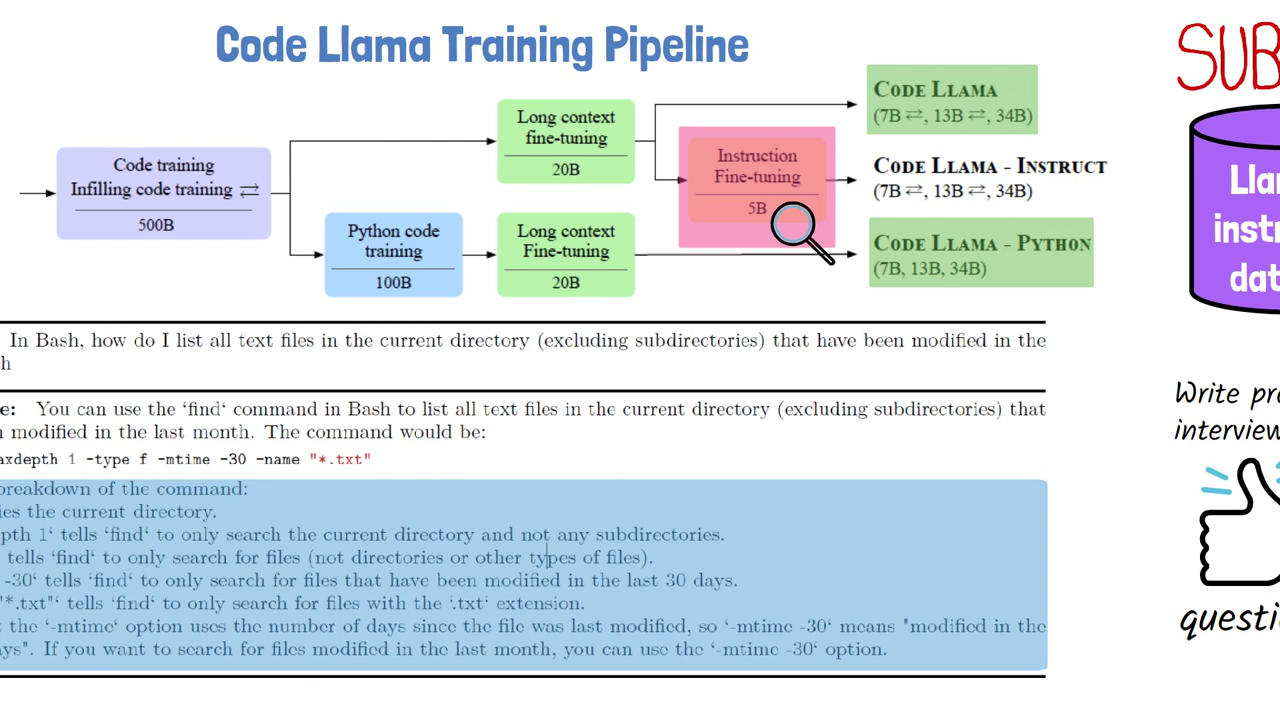 Code Llama Training Pipeline
SUB
Code training
Infilling code training ⇄
500B
Python code
training
100B
Long context
fine-tuning
20B
Long context
Fine-tuning
20B
Instruction
Fine-tuning
5B
CODE LLAMA
(7B ⇄, 13B ⇄, 34B)
CODE LLAMA - INSTRUCT
(7B ⇄, 13B ⇄, 34B)
CODE LLAMA - PYTHON
(7B, 13B, 34B)
Lla
instr
dat
In Bash, how do I list all text files in the current directory (excluding subdirectories) that have been modified in the
h
e: You can use the ‘find‘ command in Bash to list all text files in the current directory (excluding subdirectories) that
n modified in the last month. The command would be:
axdepth 1 -type f -mtime -30 -name "*.txt"
breakdown of the command:
ies the current directory.
pth 1‘ tells ‘find‘ to only search the current directory and not any subdirectories.
tells ‘find‘ to only search for files (not directories or other types of files).
-30‘ tells ‘find‘ to only search for files that have been modified in the last 30 days.
"*.txt"‘ tells ‘find‘ to only search for files with the ‘.txt‘ extension.
t the ‘-mtime‘ option uses the number of days since the file was last modified, so ‘-mtime -30‘ means "modified in the
ays". If you want to search for files modified in the last month, you can use the ‘-mtime -30‘ option.
Write pr
interview
questi